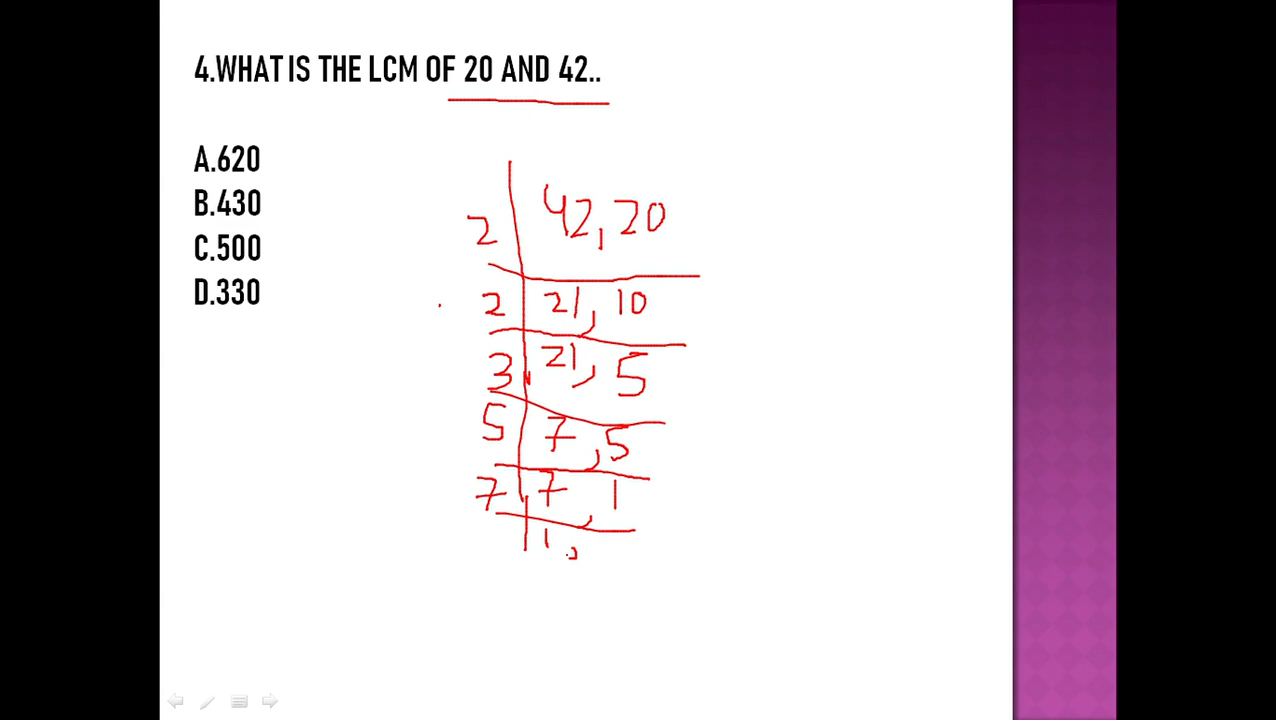 4.WHAT IS THE LCM OF 20 AND 42..
A.620
B.430
C.500
D.330
2 42, 20
2 21, 10
3 21, 5
5 7, 5
7 7, 1
1,